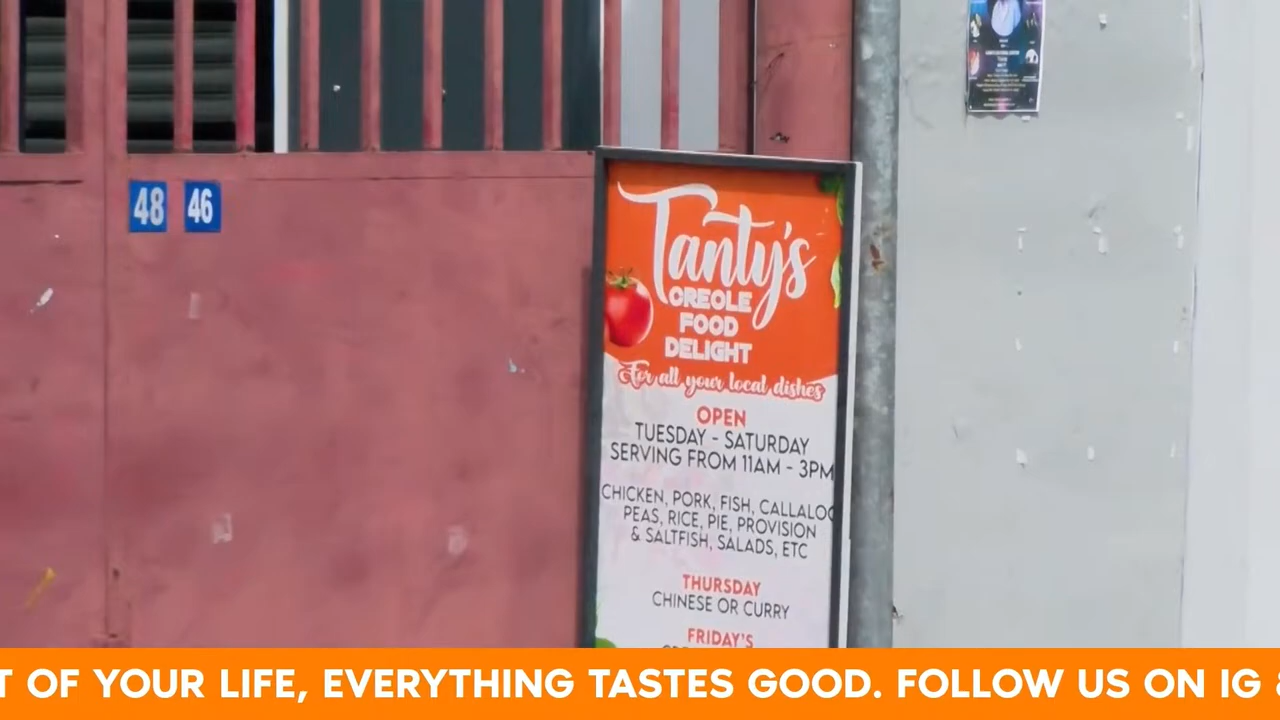 48 46
Tanty's
CREOLE
FOOD
DELIGHT
For all your local dishes
OPEN
TUESDAY - SATURDAY
SERVING FROM 11AM - 3PM
CHICKEN, PORK, FISH, CALLALOO
PEAS, RICE, PIE, PROVISION
& SALTFISH, SALADS, ETC
THURSDAY
CHINESE OR CURRY
FRIDAY'S
T OF YOUR LIFE, EVERYTHING TASTES GOOD. FOLLOW US ON IG &